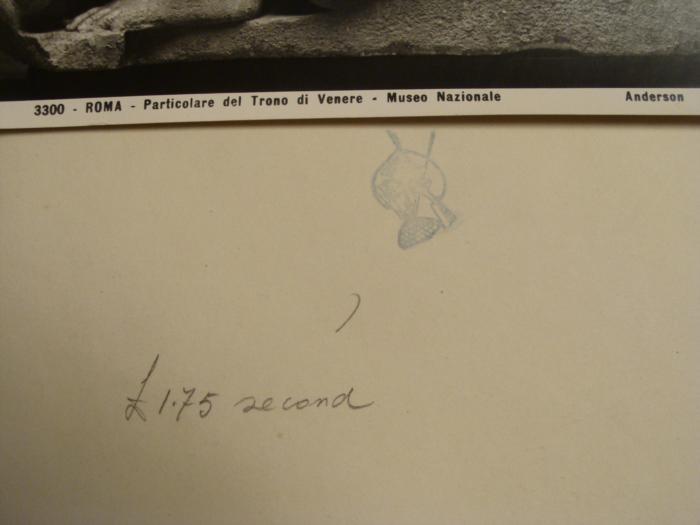 3300 - ROMA - Particolare del Trono di Venere - Museo Nazionale Anderson
£1.75 second